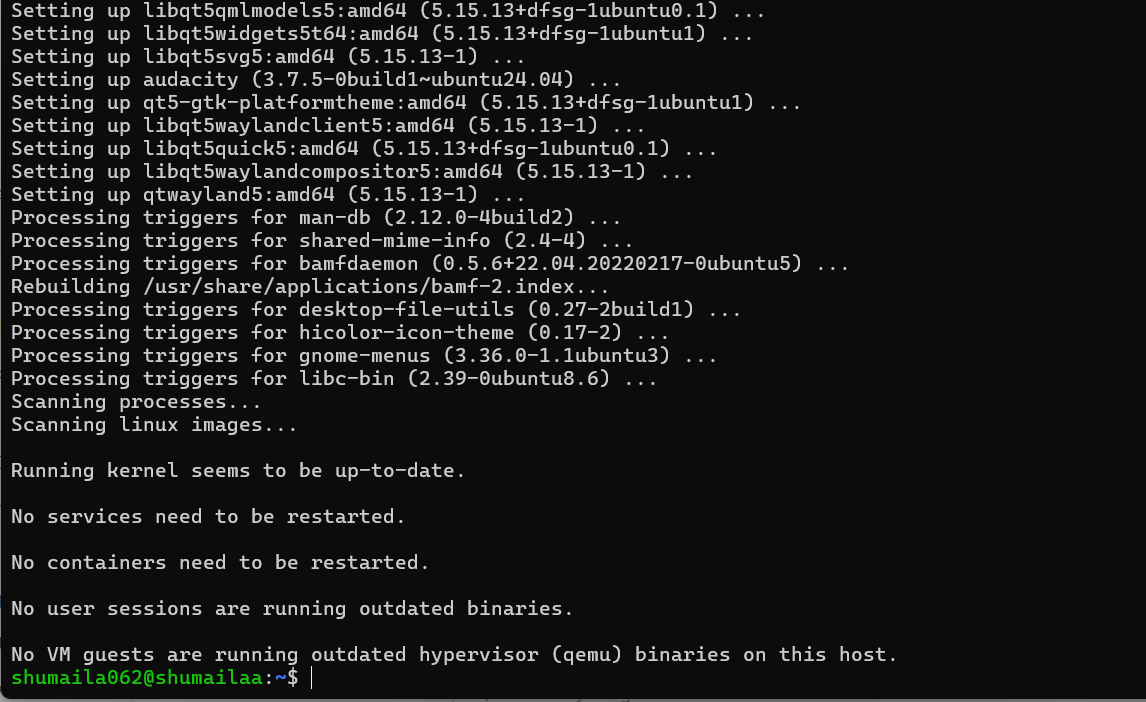 Setting up libqt5qmlmodels5:amd64 (5.15.13+dfsg-1ubuntu0.1) ...
Setting up libqt5widgets5t64:amd64 (5.15.13+dfsg-1ubuntu1) ...
Setting up libqt5svg5:amd64 (5.15.13-1) ...
Setting up audacity (3.7.5-0build1~ubuntu24.04) ...
Setting up qt5-gtk-platformtheme:amd64 (5.15.13+dfsg-1ubuntu1) ...
Setting up libqt5waylandclient5:amd64 (5.15.13-1) ...
Setting up libqt5quick5:amd64 (5.15.13+dfsg-1ubuntu0.1) ...
Setting up libqt5waylandcompositor5:amd64 (5.15.13-1) ...
Setting up qtwayland5:amd64 (5.15.13-1) ...
Processing triggers for man-db (2.12.0-4build2) ...
Processing triggers for shared-mime-info (2.4-4) ...
Processing triggers for bamfdaemon (0.5.6+22.04.20220217-0ubuntu5) ...
Rebuilding /usr/share/applications/bamf-2.index...
Processing triggers for desktop-file-utils (0.27-2build1) ...
Processing triggers for hicolor-icon-theme (0.17-2) ...
Processing triggers for gnome-menus (3.36.0-1.1ubuntu3) ...
Processing triggers for libc-bin (2.39-0ubuntu8.6) ...
Scanning processes...
Scanning linux images...
Running kernel seems to be up-to-date.
No services need to be restarted.
No containers need to be restarted.
No user sessions are running outdated binaries.
No VM guests are running outdated hypervisor (qemu) binaries on this host.
shumaila062@shumailaa:~$